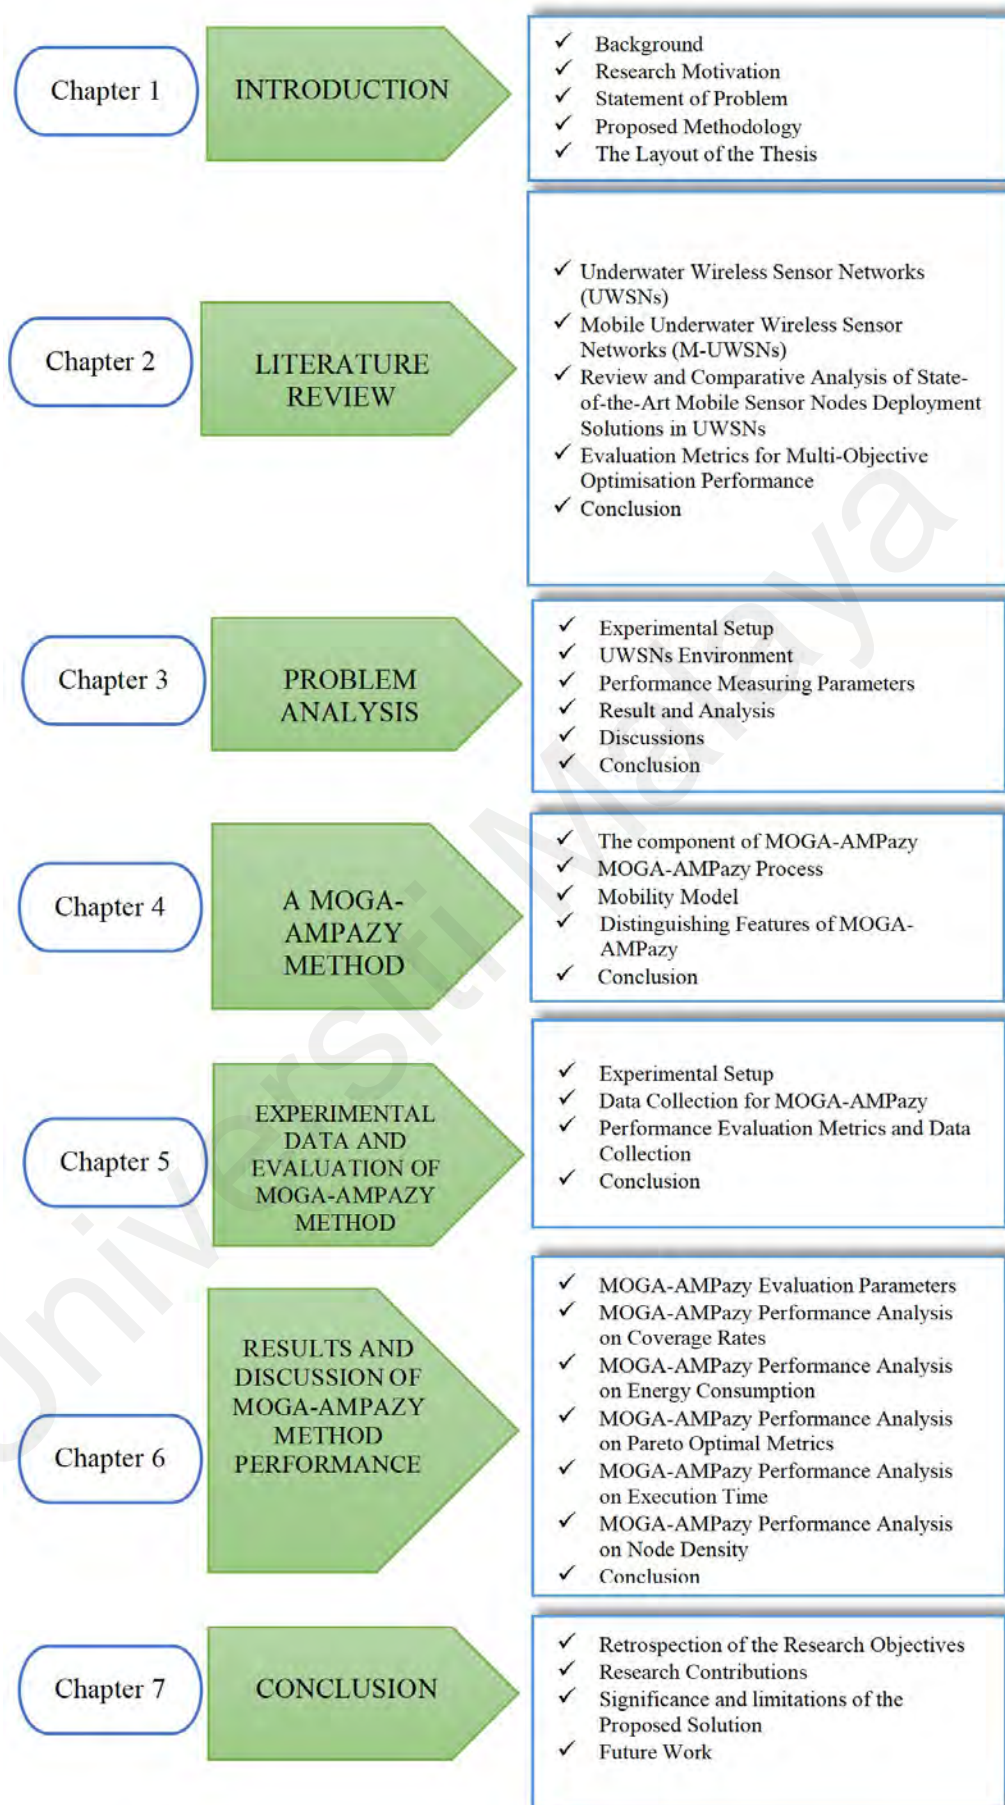 Chapter 1
INTRODUCTION
✓ Background
✓ Research Motivation
✓ Statement of Problem
✓ Proposed Methodology
✓ The Layout of the Thesis
Chapter 2
LITERATURE
REVIEW
✓ Underwater Wireless Sensor Networks
(UWSNs)
✓ Mobile Underwater Wireless Sensor
Networks (M-UWSNs)
✓ Review and Comparative Analysis of State-
of-the-Art Mobile Sensor Nodes Deployment
Solutions in UWSNs
✓ Evaluation Metrics for Multi-Objective
Optimisation Performance
✓ Conclusion
Chapter 3
PROBLEM
ANALYSIS
✓ Experimental Setup
✓ UWSNs Environment
✓ Performance Measuring Parameters
✓ Result and Analysis
✓ Discussions
✓ Conclusion
Chapter 4
A MOGA-
AMPAZY
METHOD
✓ The component of MOGA-AMPazy
✓ MOGA-AMPazy Process
✓ Mobility Model
✓ Distinguishing Features of MOGA-
AMPazy
✓ Conclusion
Chapter 5
EXPERIMENTAL
DATA AND
EVALUATION OF
MOGA-AMPAZY
METHOD
✓ Experimental Setup
✓ Data Collection for MOGA-AMPazy
✓ Performance Evaluation Metrics and Data
Collection
✓ Conclusion
Chapter 6
RESULTS AND
DISCUSSION OF
MOGA-AMPAZY
METHOD
PERFORMANCE
✓ MOGA-AMPazy Evaluation Parameters
✓ MOGA-AMPazy Performance Analysis
on Coverage Rates
✓ MOGA-AMPazy Performance Analysis
on Energy Consumption
✓ MOGA-AMPazy Performance Analysis
on Pareto Optimal Metrics
✓ MOGA-AMPazy Performance Analysis
on Execution Time
✓ MOGA-AMPazy Performance Analysis
on Node Density
✓ Conclusion
Chapter 7
CONCLUSION
✓ Retrospection of the Research Objectives
✓ Research Contributions
✓ Significance and limitations of the
Proposed Solution
✓ Future Work
Universiti Malaya